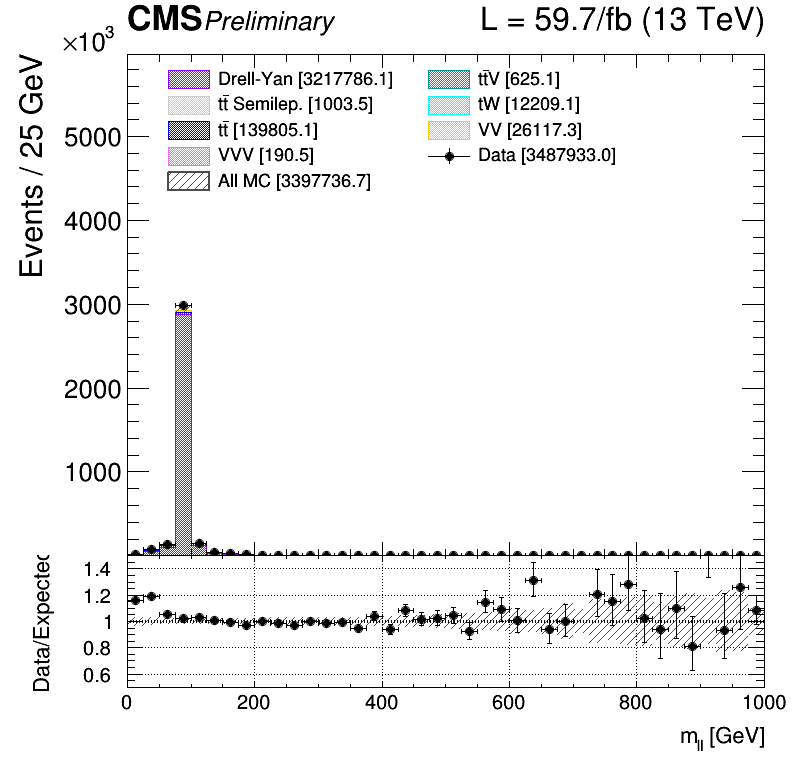 CMS Preliminary L = 59.7/fb (13 TeV)
×10³
Events / 25 GeV
Drell-Yan [3217786.1]
tt̄ Semilep. [1003.5]
tt̄ [139805.1]
VVV [190.5]
All MC [3397736.7]
tt̄V [625.1]
tW [12209.1]
VV [26117.3]
Data [3487933.0]
5000
4000
3000
2000
1000
Data/Expected
1.4
1.2
1
0.8
0.6
0 200 400 600 800 1000
m_ll [GeV]